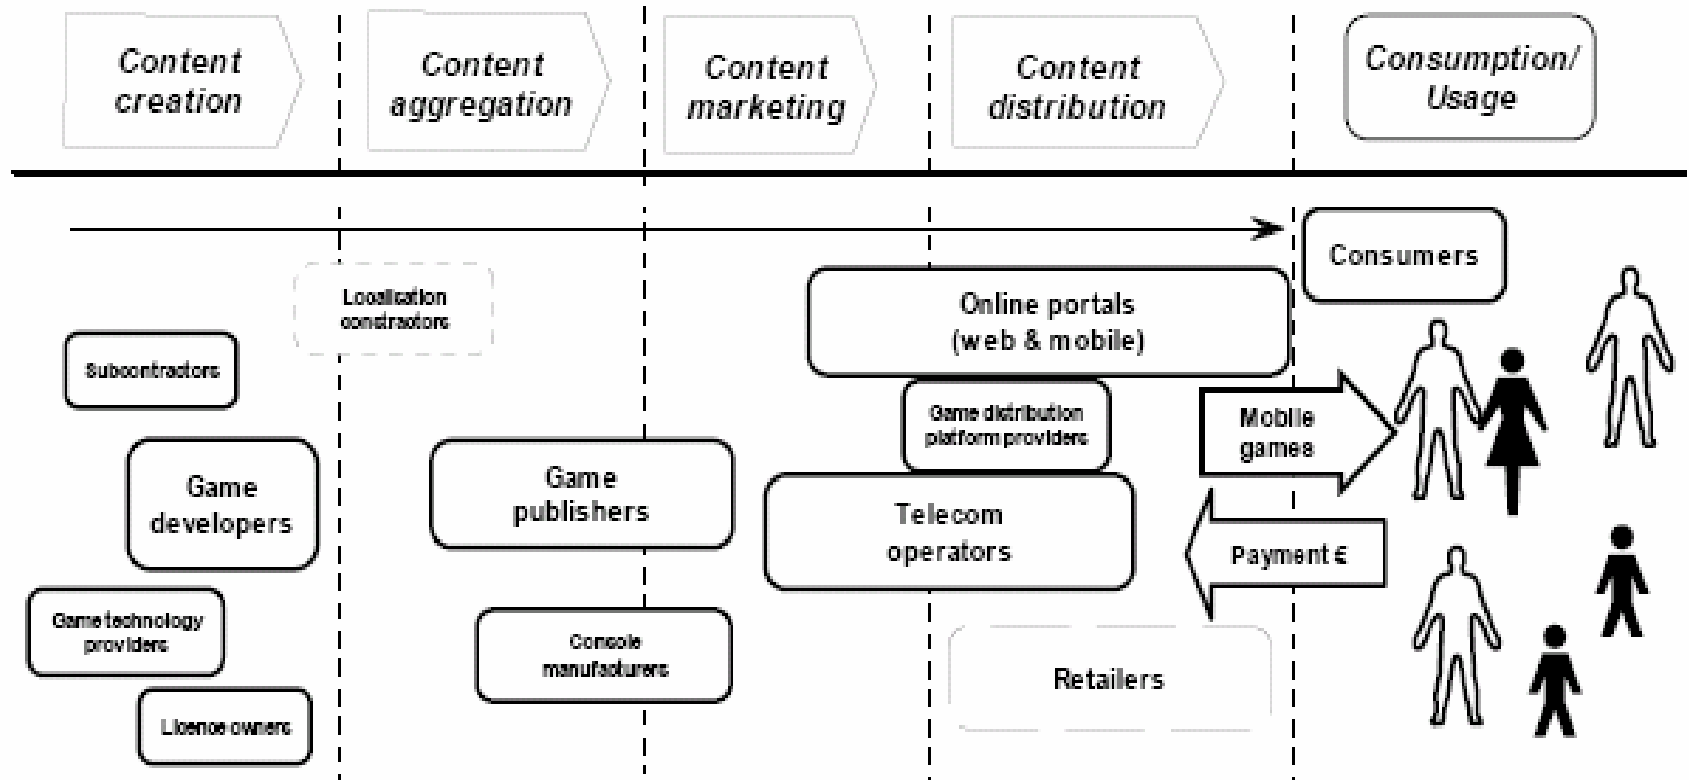 Content
creation
Content
aggregation
Content
marketing
Content
distribution
Consumption/
Usage
Consumers
Localisation
constractors
Online portals
(web & mobile)
Subcontractors
Game distribution
platform providers
Mobile
games
Game
developers
Game
publishers
Telecom
operators
Payment €
Game technology
providers
Console
manufacturers
Retailers
Licence owners